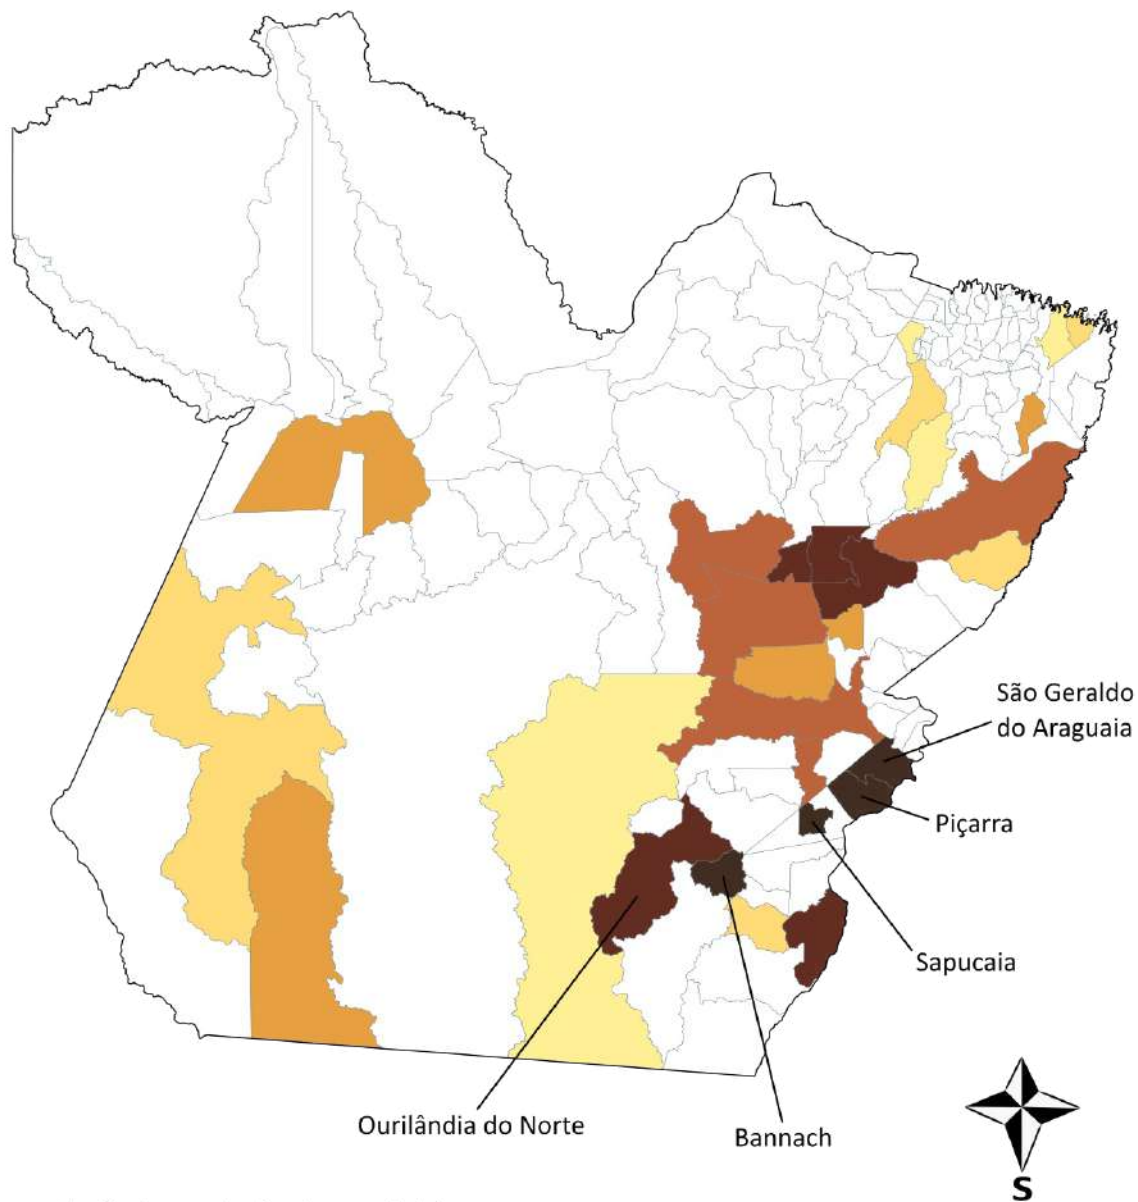 São Geraldo
do Araguaia
Piçarra
Sapucaia
Ourilândia do Norte
Bannach
S